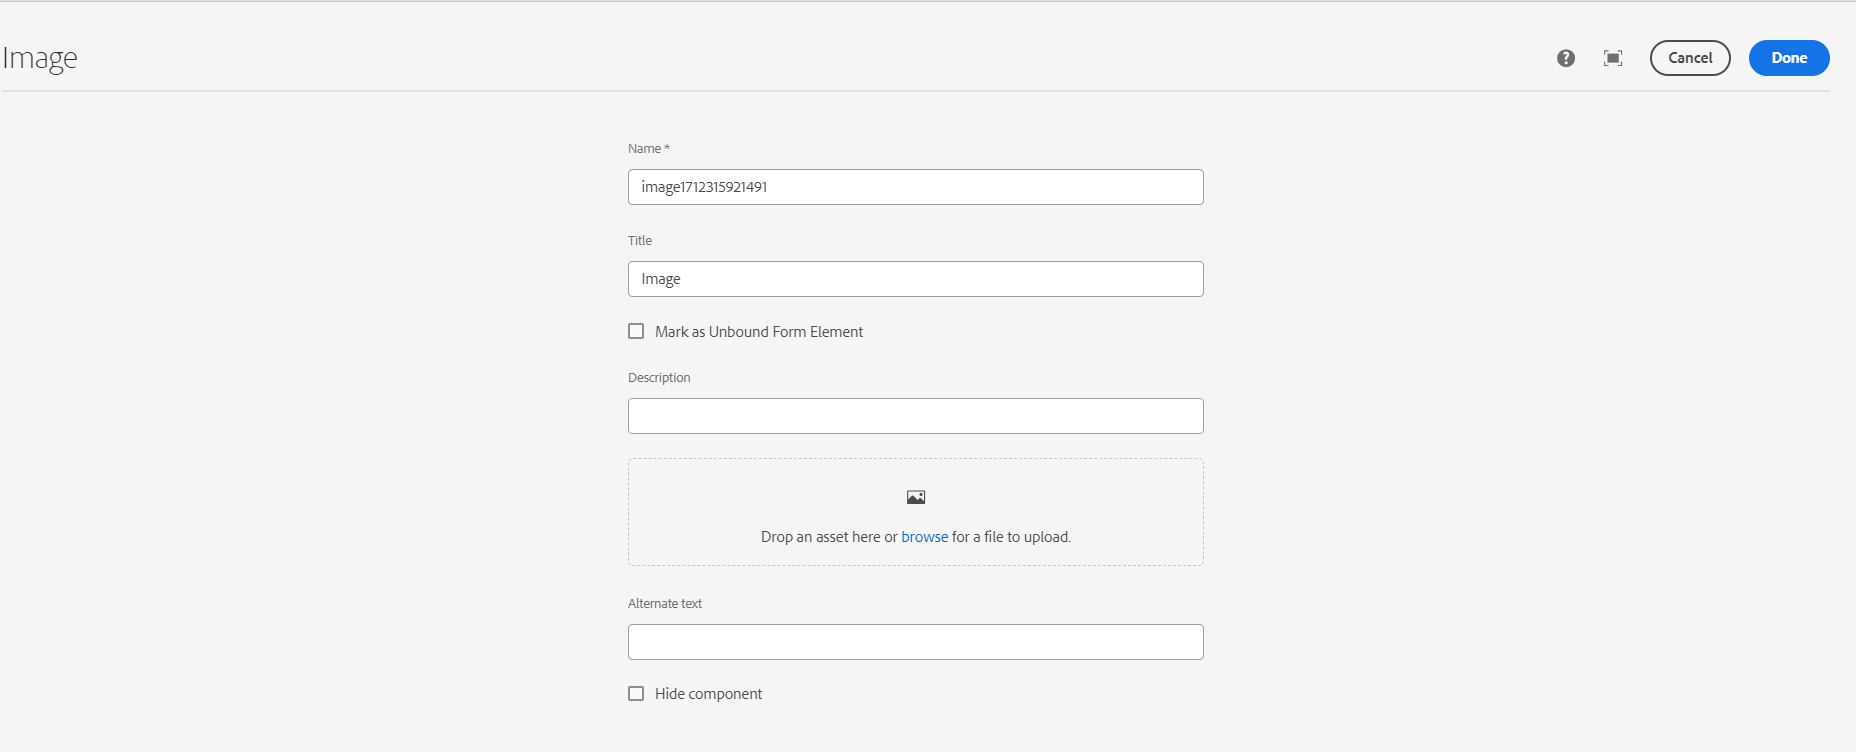 Image
Cancel
Done
Name *
image1712315921491
Title
Image
Mark as Unbound Form Element
Description
Drop an asset here or browse for a file to upload.
Alternate text
Hide component